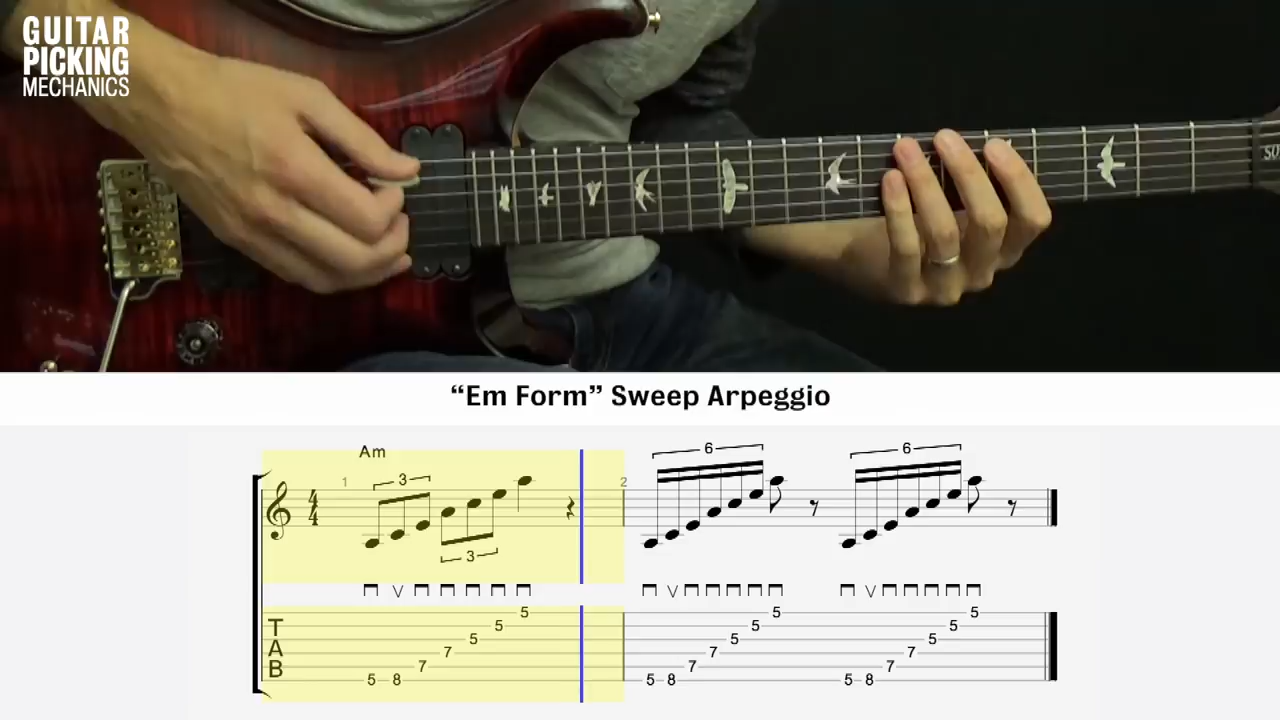 GUITAR
PICKING
MECHANICS
“Em Form” Sweep Arpeggio
Am
1 3 3 2 6 6
4
4
T
A
B
5 8 7 7 5 5 5 5 8 7 7 5 5 5 5 8 7 7 5 5 5